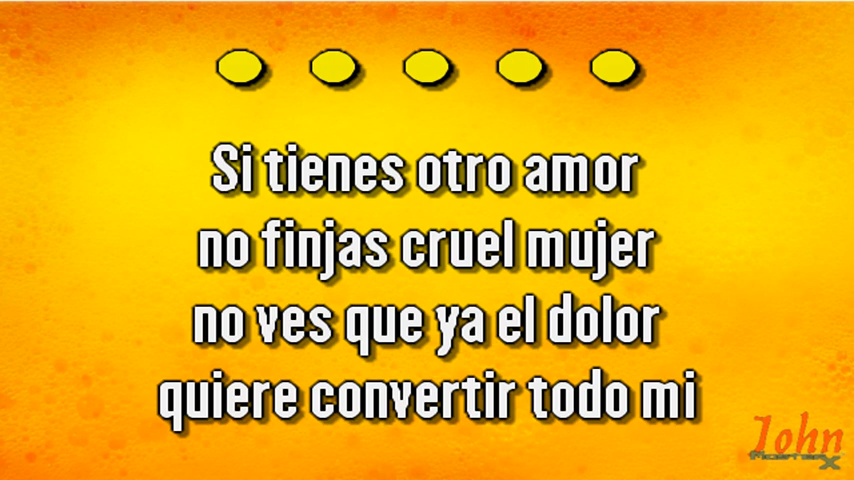 Si tienes otro amor
no finjas cruel mujer
no ves que ya el dolor
quiere convertir todo mi
John